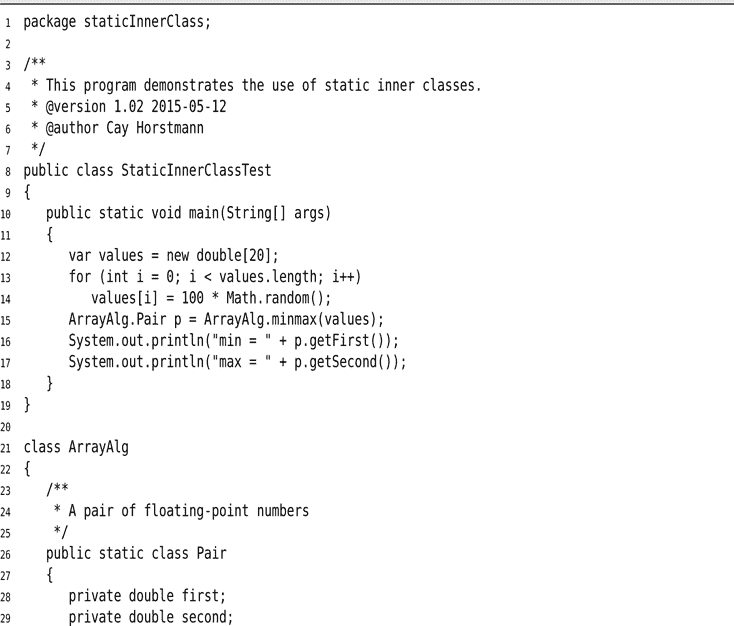 1 package staticInnerClass;
2
3 /**
4  * This program demonstrates the use of static inner classes.
5  * @version 1.02 2015-05-12
6  * @author Cay Horstmann
7  */
8 public class StaticInnerClassTest
9 {
10    public static void main(String[] args)
11    {
12       var values = new double[20];
13       for (int i = 0; i < values.length; i++)
14          values[i] = 100 * Math.random();
15       ArrayAlg.Pair p = ArrayAlg.minmax(values);
16       System.out.println("min = " + p.getFirst());
17       System.out.println("max = " + p.getSecond());
18    }
19 }
20
21 class ArrayAlg
22 {
23    /**
24     * A pair of floating-point numbers
25     */
26    public static class Pair
27    {
28       private double first;
29       private double second;